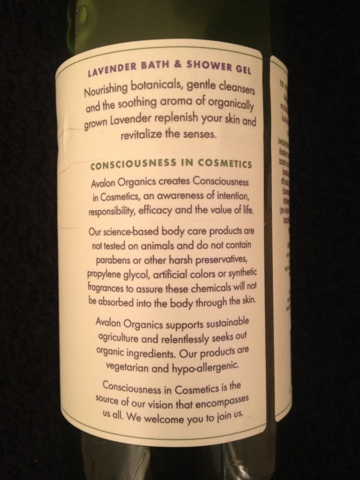 LAVENDER BATH & SHOWER GEL
Nourishing botanicals, gentle cleansers
and the soothing aroma of organically
grown Lavender replenish your skin and
revitalize the senses.
CONSCIOUSNESS IN COSMETICS
Avalon Organics creates Consciousness
in Cosmetics, an awareness of intention,
responsibility, efficacy and the value of life.
Our science-based body care products are
not tested on animals and do not contain
parabens or other harsh preservatives,
propylene glycol, artificial colors or synthetic
fragrances to assure these chemicals will not
be absorbed into the body through the skin.
Avalon Organics supports sustainable
agriculture and relentlessly seeks out
organic ingredients. Our products are
vegetarian and hypo-allergenic.
Consciousness in Cosmetics is the
source of our vision that encompasses
us all. We welcome you to join us.